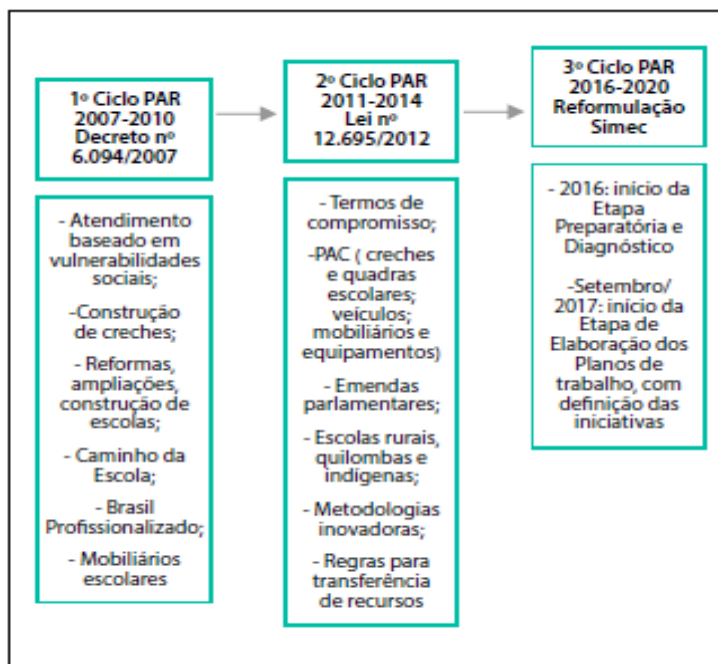 1º Ciclo PAR
2007-2010
Decreto nº
6.094/2007
- Atendimento
baseado em
vulnerabilidades
sociais;
-Construção
de creches;
- Reformas,
ampliações,
construção de
escolas;
- Caminho da
Escola;
- Brasil
Profissionalizado;
- Mobiliários
escolares
2º Ciclo PAR
2011-2014
Lei nº
12.695/2012
- Termos de
compromisso;
-PAC ( creches
e quadras
escolares;
veículos;
mobiliários e
equipamentos)
- Emendas
parlamentares;
- Escolas rurais,
quilombas e
indígenas;
- Metodologias
inovadoras;
- Regras para
transferência
de recursos
3º Ciclo PAR
2016-2020
Reformulação
Simec
- 2016: início da
Etapa
Preparatória e
Diagnóstico
-Setembro/
2017: início da
Etapa de
Elaboração dos
Planos de
trabalho, com
definição das
iniciativas